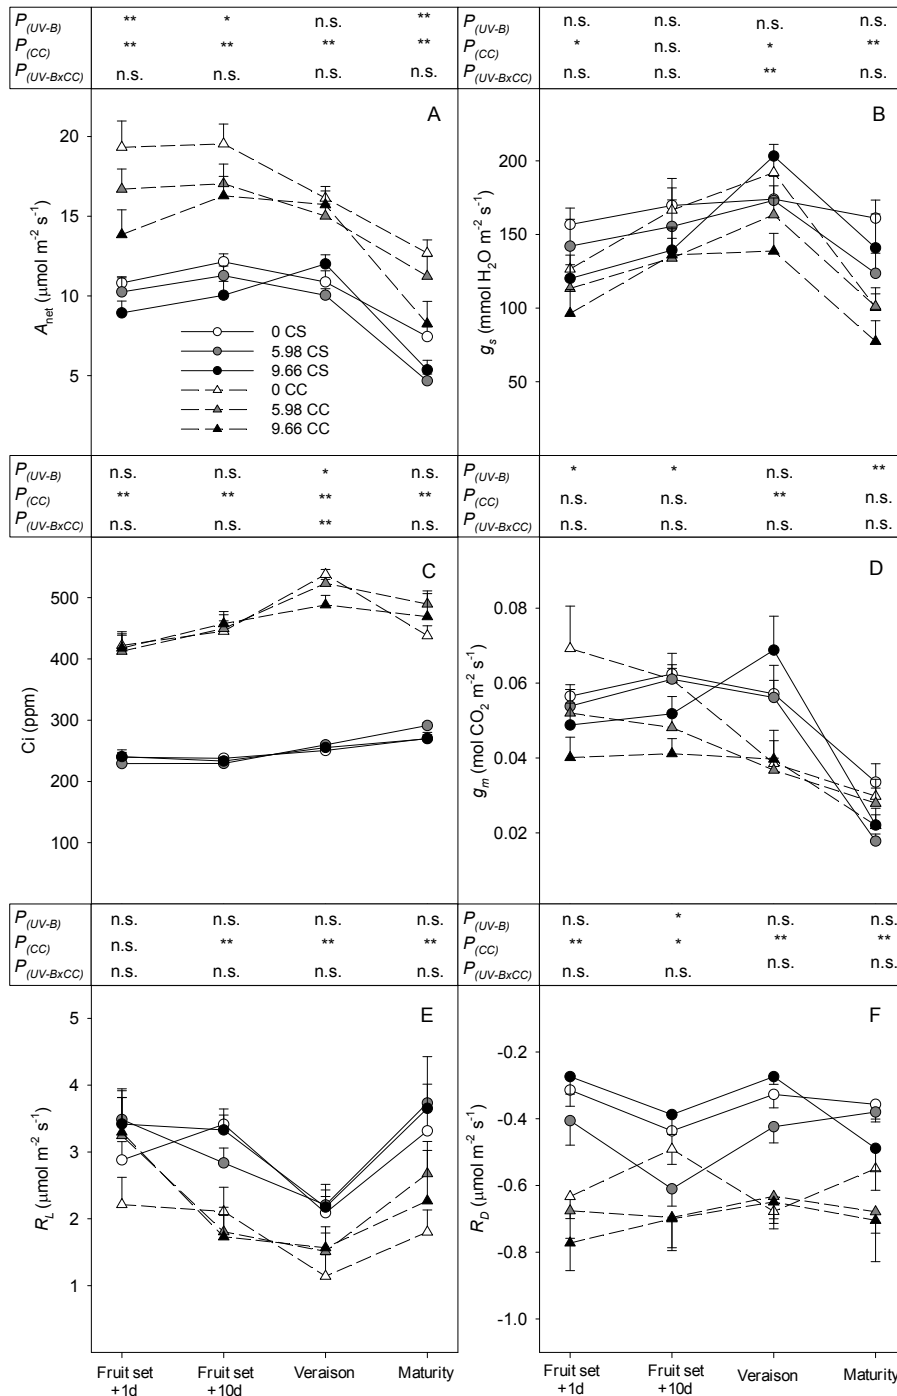 P(UV-B) ** * n.s. **
P(CC) ** ** ** **
P(UV-BxCC) n.s. n.s. n.s. n.s.
P(UV-B) n.s. n.s. n.s. n.s.
P(CC) * n.s. * **
P(UV-BxCC) n.s. n.s. ** n.s.
A
20
15
10
5
Anet (μmol m-2 s-1)
0 CS
5.98 CS
9.66 CS
0 CC
5.98 CC
9.66 CC
B
200
150
100
50
gs (mmol H2O m-2 s-1)
P(UV-B) n.s. n.s. * n.s.
P(CC) ** ** ** **
P(UV-BxCC) n.s. n.s. ** n.s.
P(UV-B) * * n.s. **
P(CC) n.s. n.s. ** n.s.
P(UV-BxCC) n.s. n.s. n.s. n.s.
C
500
400
300
200
100
Ci (ppm)
D
0.08
0.06
0.04
0.02
gm (mol CO2 m-2 s-1)
P(UV-B) n.s. n.s. n.s. n.s.
P(CC) n.s. ** ** **
P(UV-BxCC) n.s. n.s. n.s. n.s.
P(UV-B) n.s. * n.s. n.s.
P(CC) ** * ** **
P(UV-BxCC) n.s. n.s. n.s. n.s.
E
5
4
3
2
1
RL (μmol m-2 s-1)
Fruit set +1d
Fruit set +10d
Veraison
Maturity
F
-0.2
-0.4
-0.6
-0.8
-1.0
RD (μmol m-2 s-1)
Fruit set +1d
Fruit set +10d
Veraison
Maturity